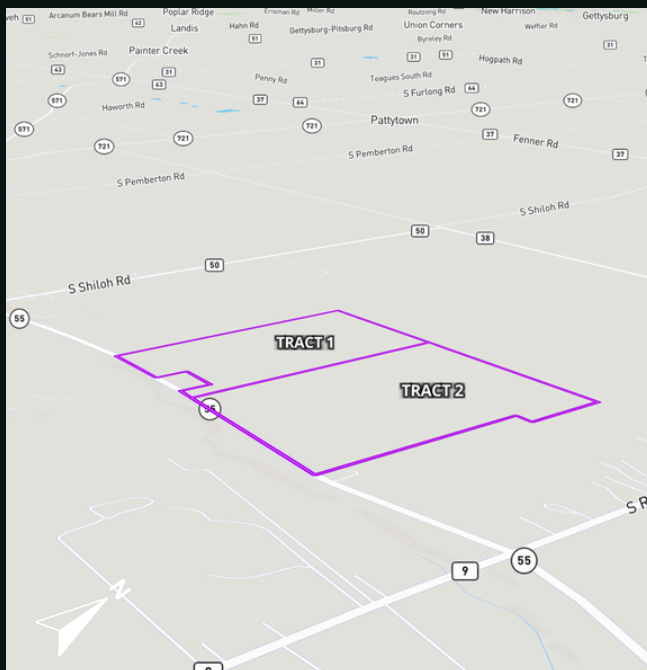 eh
51
Arcanum Bears Mill Rd
Poplar Ridge
Erisman Rd
Miller Rd
Routzong Rd
New Harrison
Gettysburg
62
Landis
Hahn Rd
Gettysburg-Pitsburg Rd
Union Corners
Weffler Rd
51
Byreley Rd
31
Schnorf-Jones Rd
Painter Creek
31
51
Hogpath Rd
43
571
31
43
31
Penny Rd
Teagues South Rd
571
Haworth Rd
37
64
S Furlong Rd
64
721
571
721
721
Pattytown
721
37
Fenner Rd
721
S Pemberton Rd
37
S Pemberton Rd
S Shiloh Rd
50
38
50
S Shiloh Rd
55
TRACT 1
TRACT 2
55
S R
55
9
N